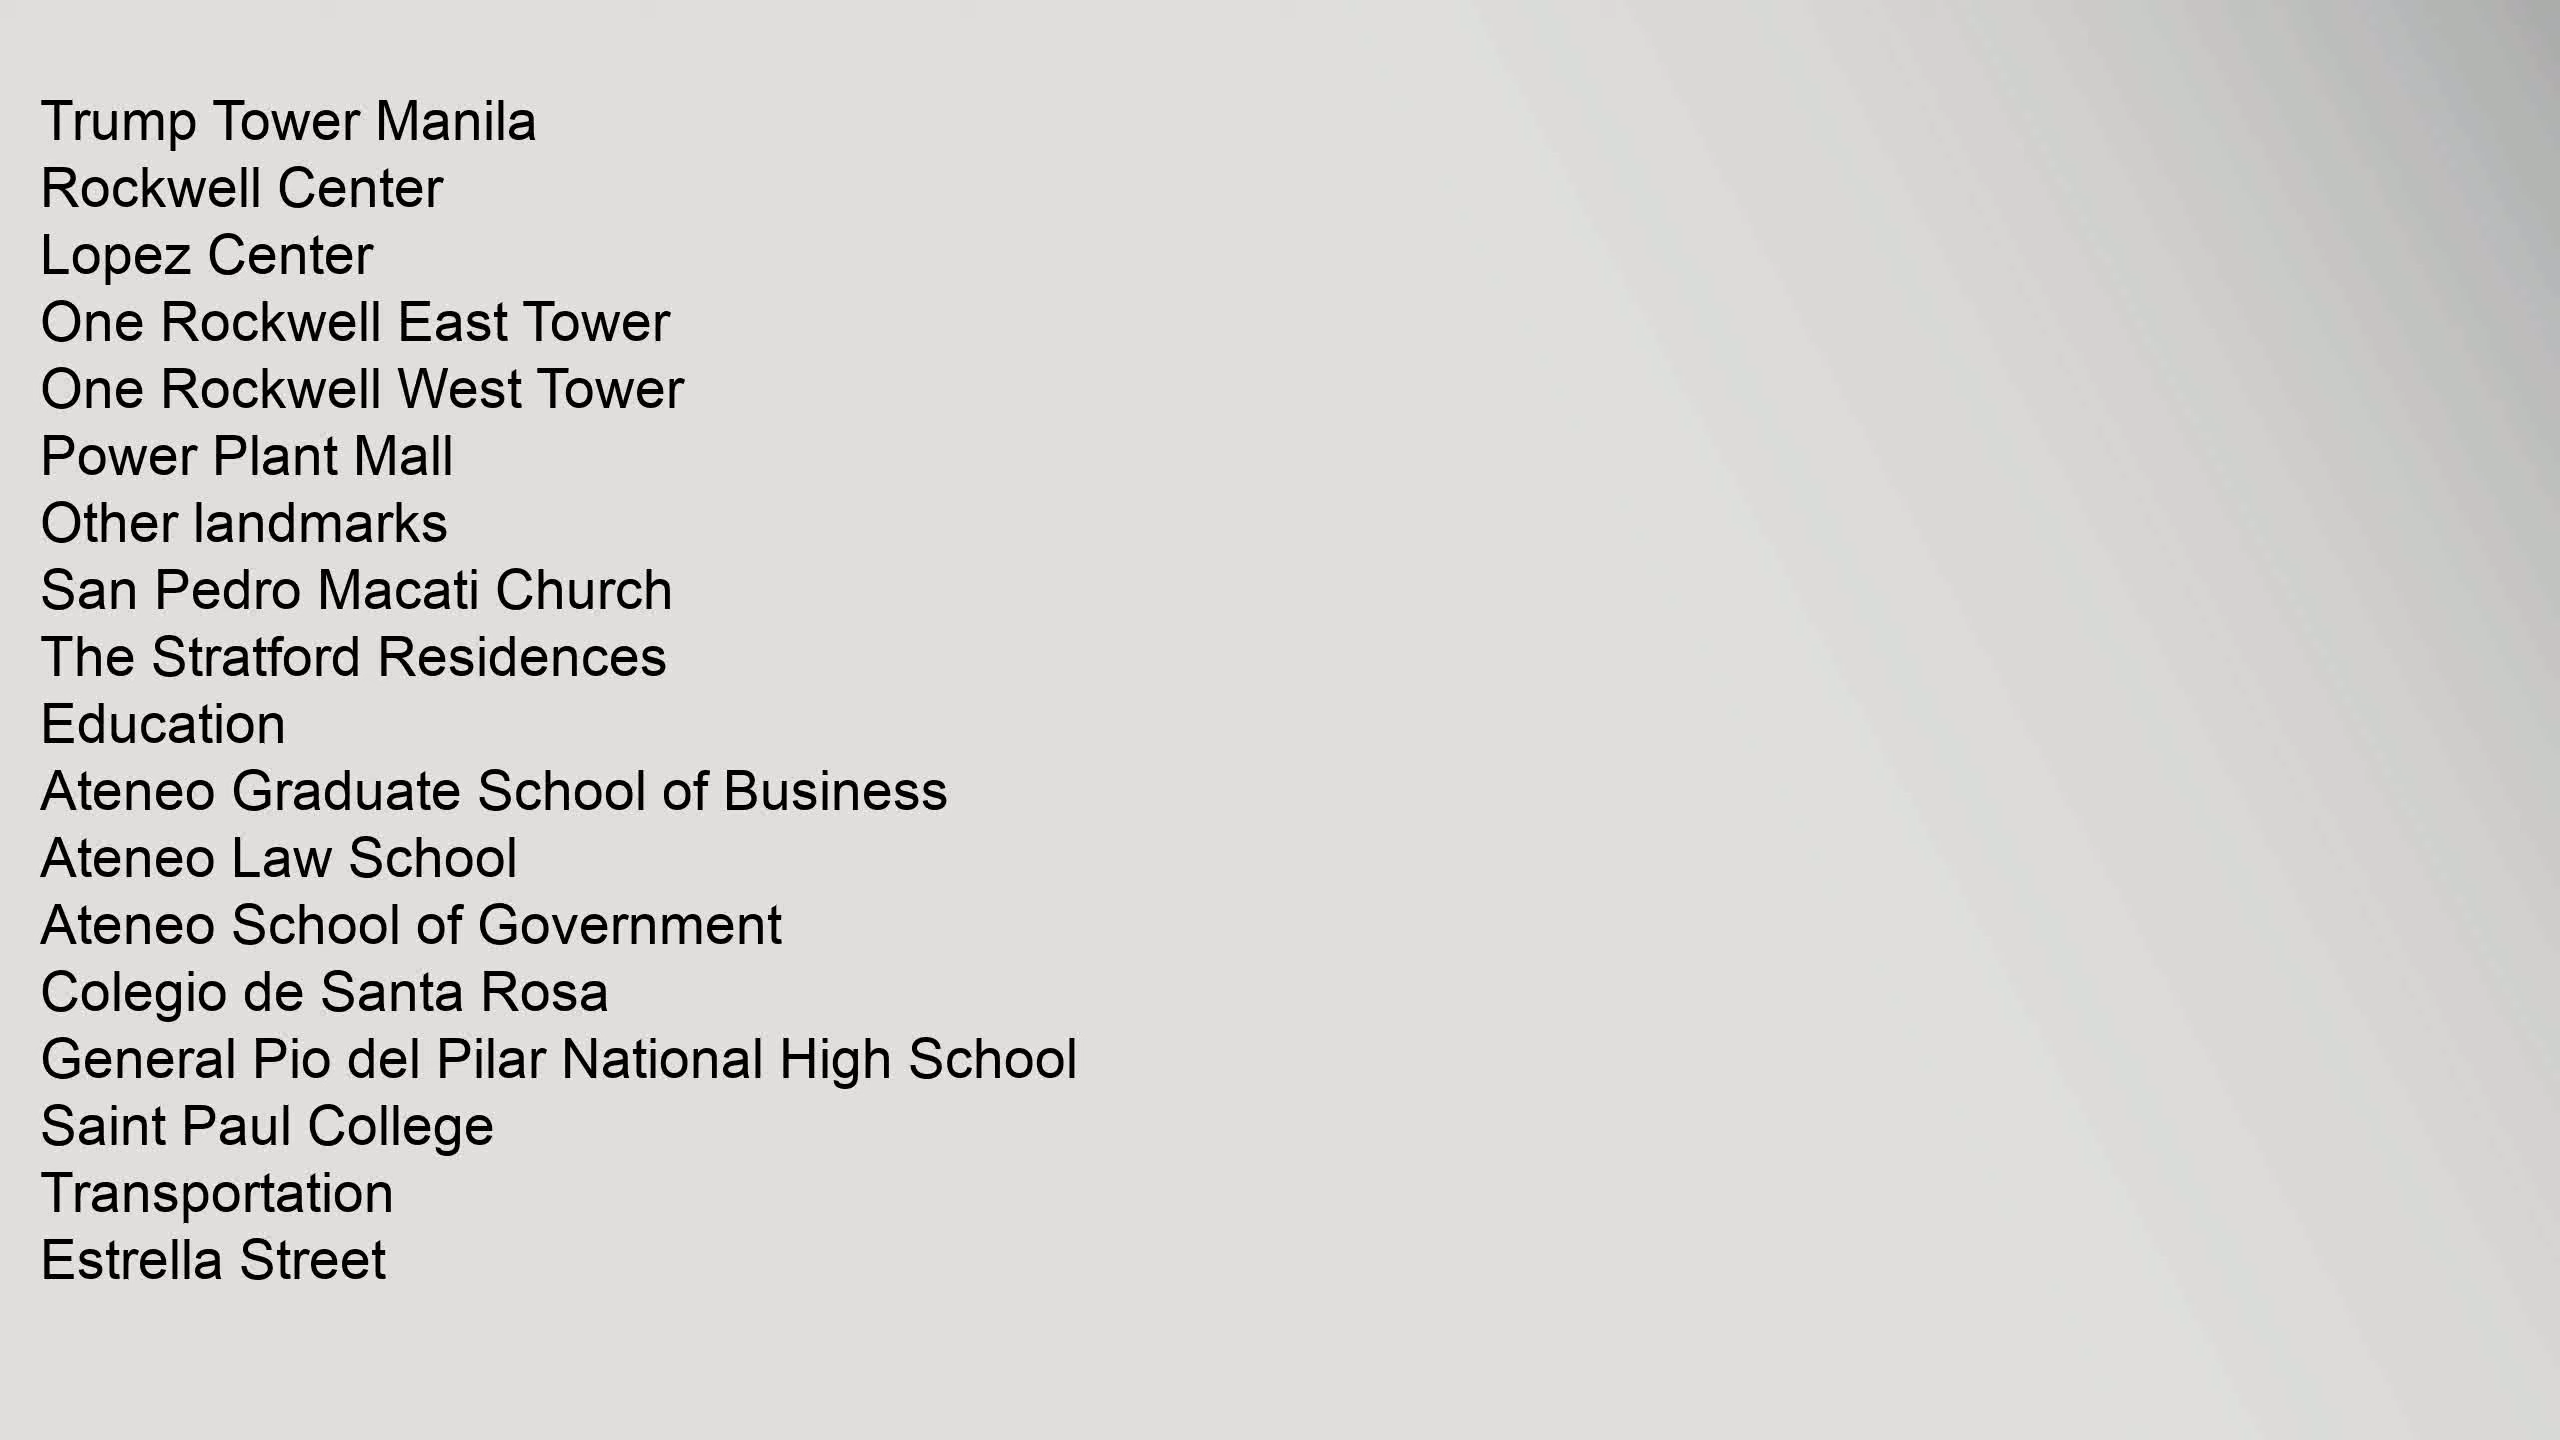 Trump Tower Manila
Rockwell Center
Lopez Center
One Rockwell East Tower
One Rockwell West Tower
Power Plant Mall
Other landmarks
San Pedro Macati Church
The Stratford Residences
Education
Ateneo Graduate School of Business
Ateneo Law School
Ateneo School of Government
Colegio de Santa Rosa
General Pio del Pilar National High School
Saint Paul College
Transportation
Estrella Street